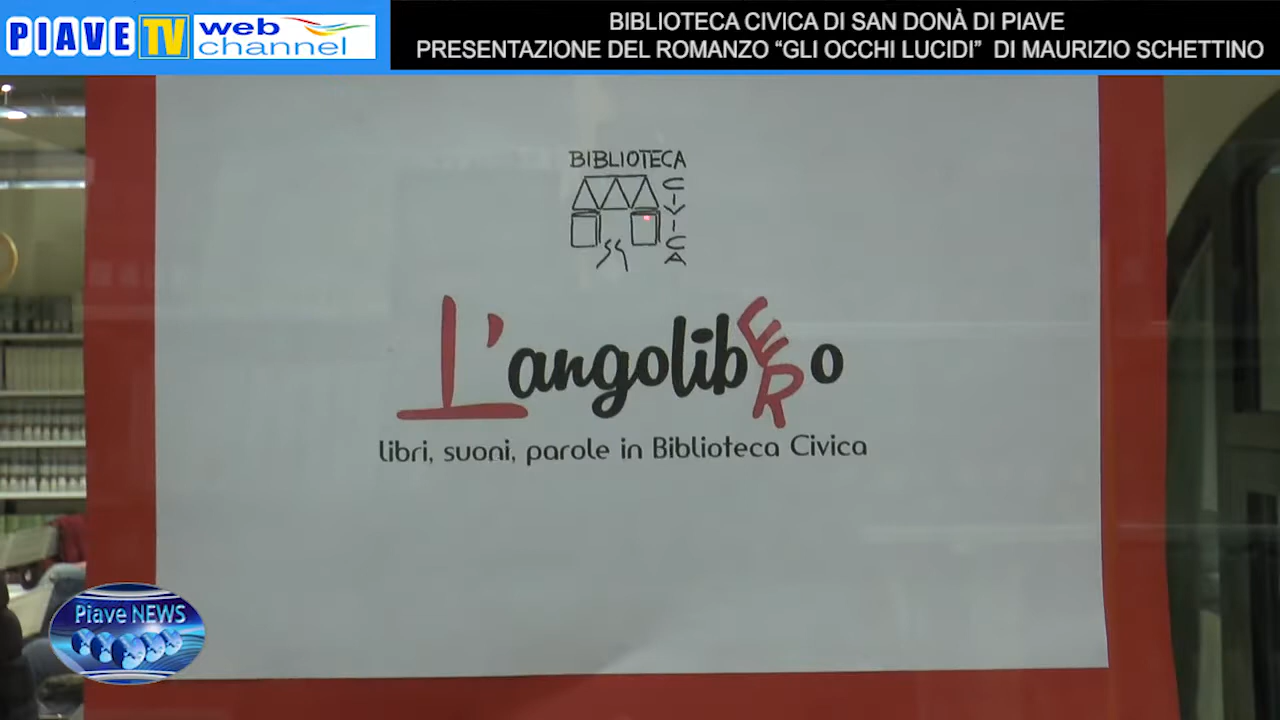 PIAVE TV web channel
BIBLIOTECA CIVICA DI SAN DONÀ DI PIAVE
PRESENTAZIONE DEL ROMANZO “GLI OCCHI LUCIDI” DI MAURIZIO SCHETTINO
BIBLIOTECA
CIVICA
L'angolibERo
libri, suoni, parole in Biblioteca Civica
Piave NEWS